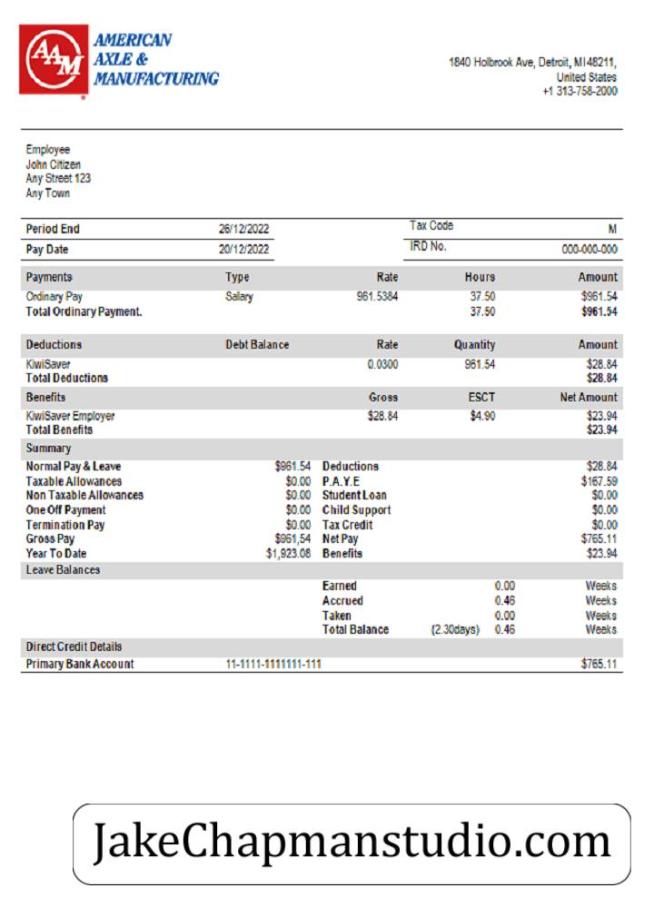 AAM
AMERICAN
AXLE &
MANUFACTURING
1840 Holbrook Ave, Detroit, MI48211,
United States
+1 313-758-2000
Employee
John Citizen
Any Street 123
Any Town
Period End 26/12/2022 Tax Code M
Pay Date 20/12/2022 IRD No. 000-000-000
Payments Type Rate Hours Amount
Ordinary Pay Salary 961.5384 37.50 $961.54
Total Ordinary Payment. 37.50 $961.54
Deductions Debt Balance Rate Quantity Amount
KiwiSaver 0.0300 961.54 $28.84
Total Deductions $28.84
Benefits Gross ESCT Net Amount
KiwiSaver Employer $28.84 $4.90 $23.94
Total Benefits $23.94
Summary
Normal Pay & Leave $961.54 Deductions $28.84
Taxable Allowances $0.00 P.A.Y.E $167.59
Non Taxable Allowances $0.00 Student Loan $0.00
One Off Payment $0.00 Child Support $0.00
Termination Pay $0.00 Tax Credit $0.00
Gross Pay $961,54 Net Pay $765.11
Year To Date $1,923.08 Benefits $23.94
Leave Balances
Earned 0.00 Weeks
Accrued 0.46 Weeks
Taken 0.00 Weeks
Total Balance (2.30days) 0.46 Weeks
Direct Credit Details
Primary Bank Account 11-1111-1111111-111 $765.11
JakeChapmanstudio.com